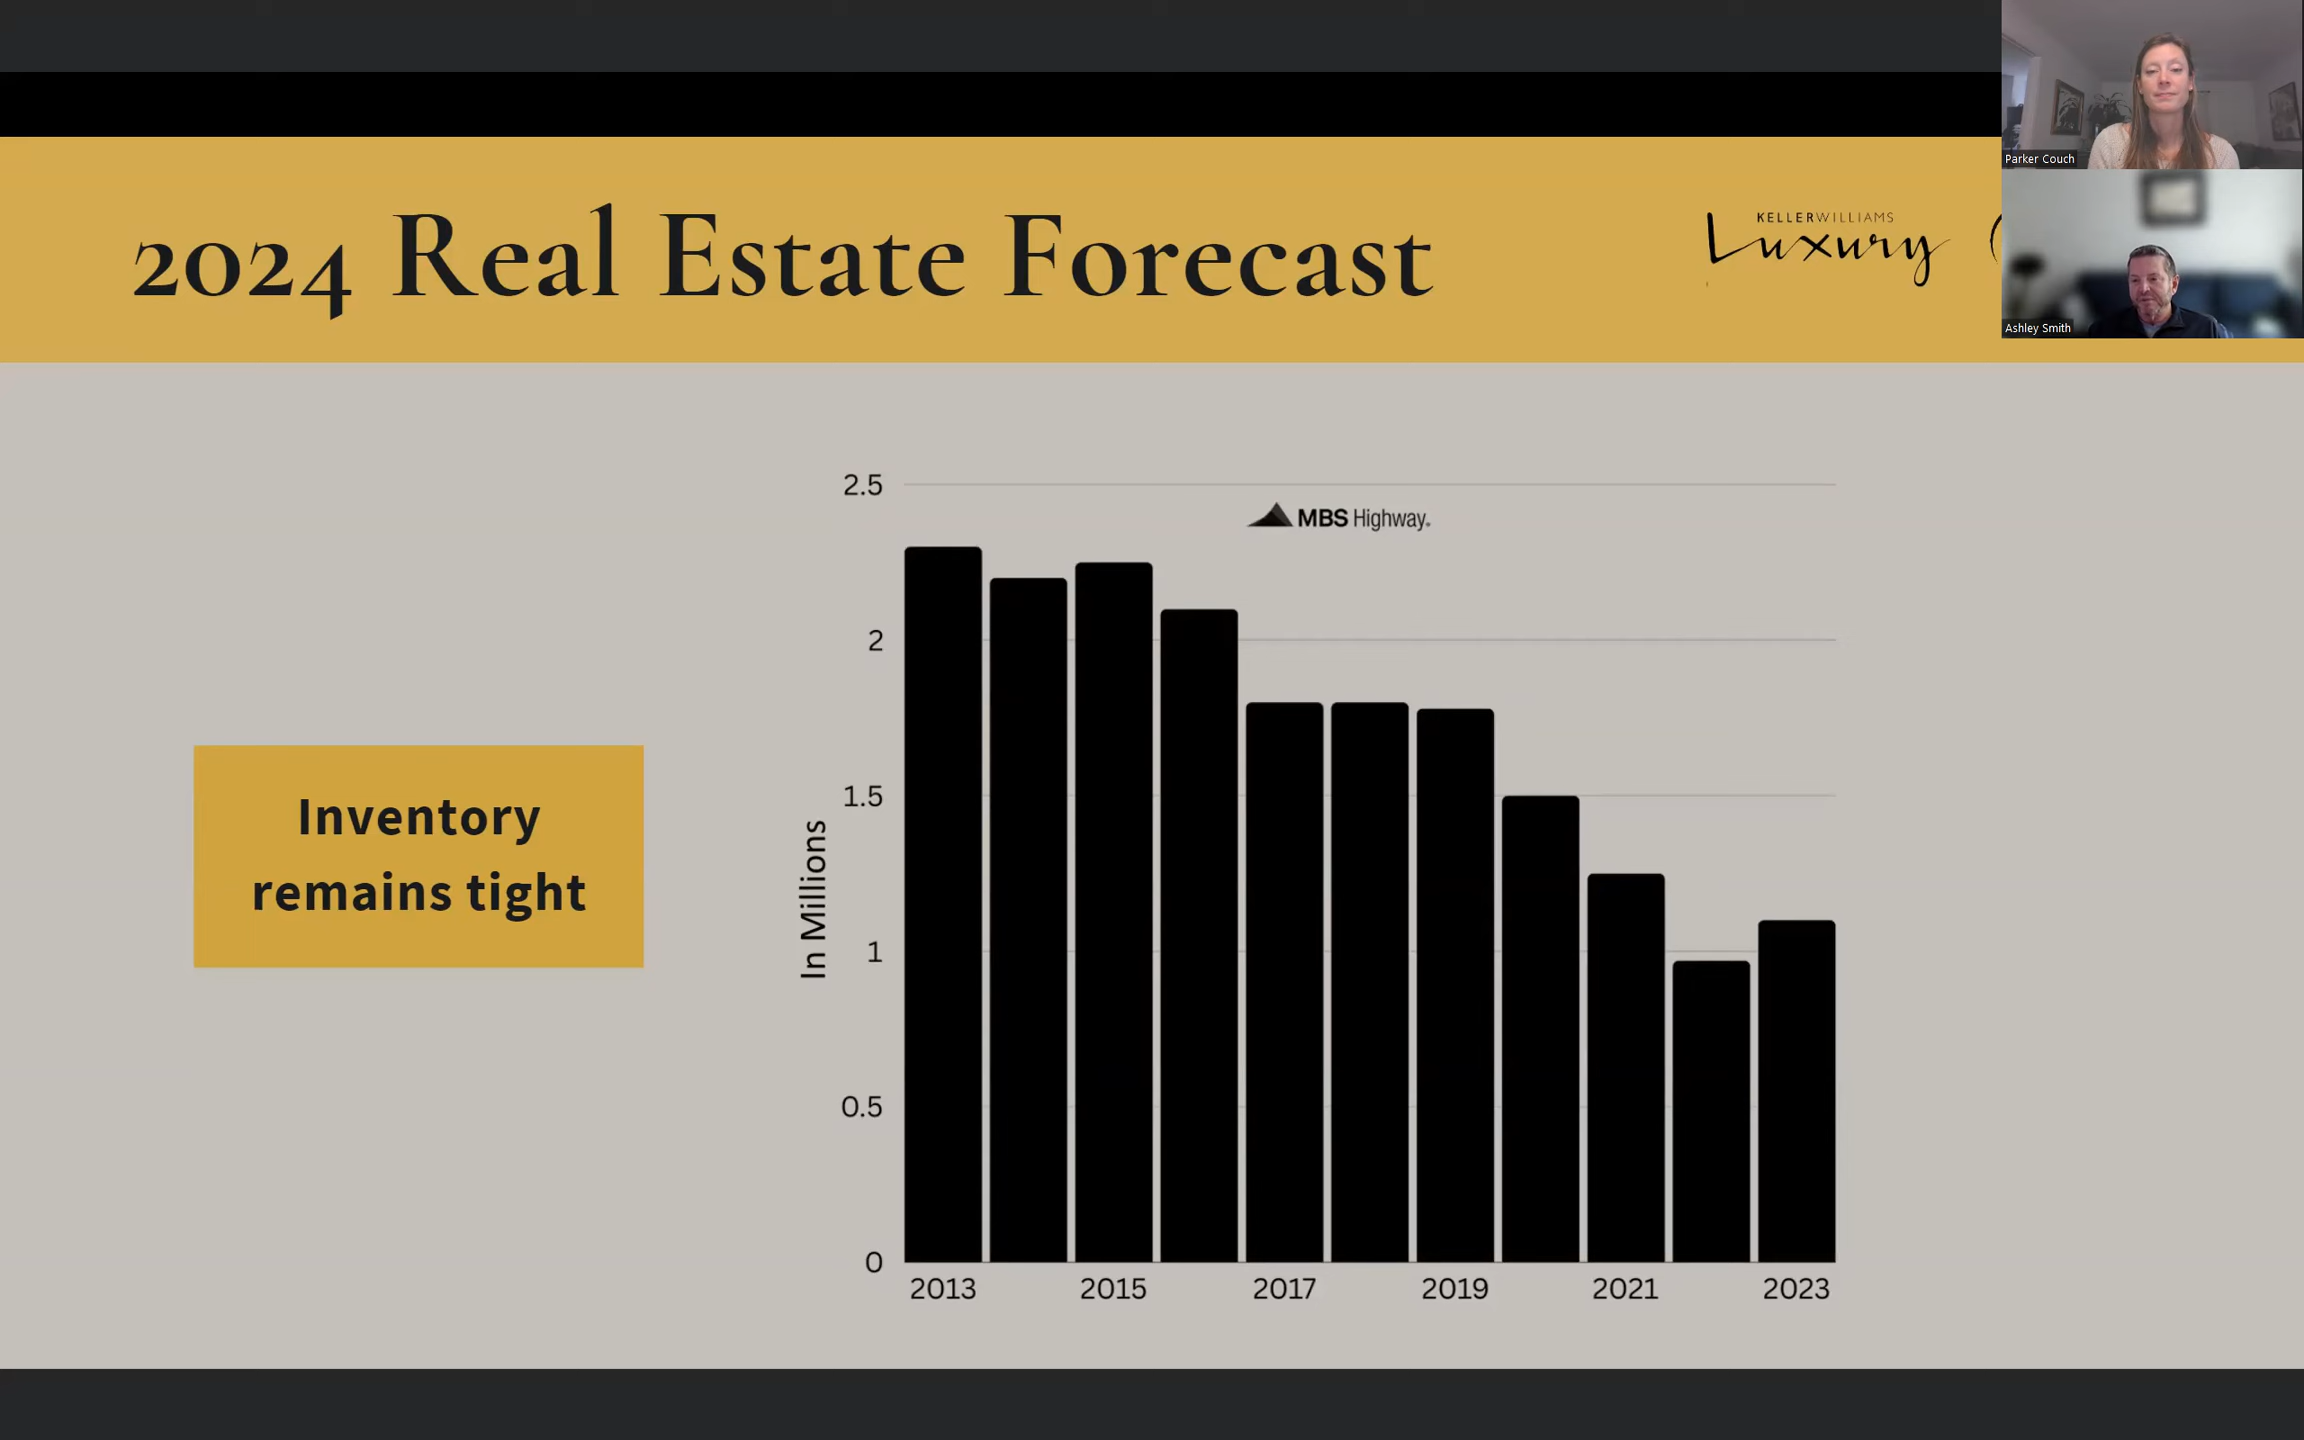 2024 Real Estate Forecast
KELLERWILLIAMS
Luxury
Parker Couch
Ashley Smith
Inventory
remains tight
MBS Highway®
In Millions
2.5
2
1.5
1
0.5
0
2013 2015 2017 2019 2021 2023